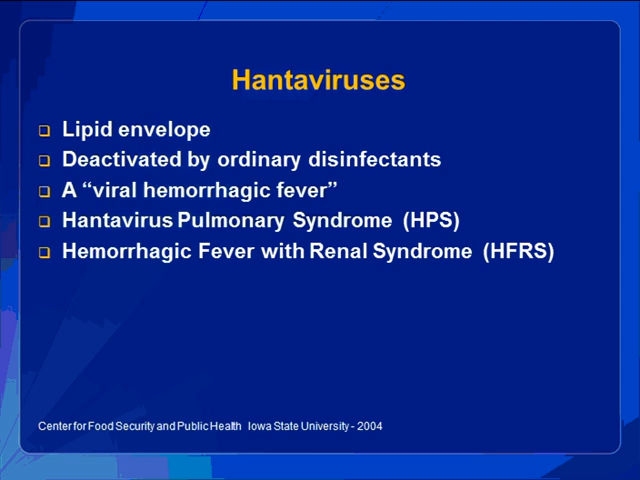 Hantaviruses
Lipid envelope
Deactivated by ordinary disinfectants
A “viral hemorrhagic fever”
Hantavirus Pulmonary Syndrome (HPS)
Hemorrhagic Fever with Renal Syndrome (HFRS)
Center for Food Security and Public Health Iowa State University - 2004